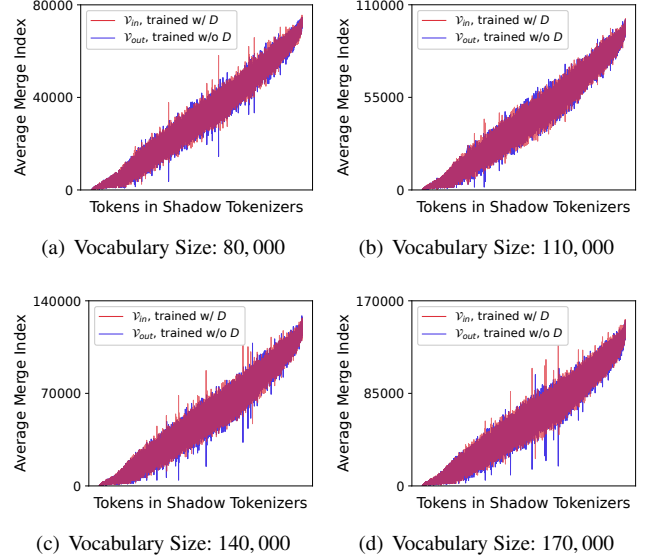 80000
40000
0
Average Merge Index
𝒱in, trained w/ D
𝒱out, trained w/o D
Tokens in Shadow Tokenizers
(a) Vocabulary Size: 80, 000
110000
55000
0
Average Merge Index
𝒱in, trained w/ D
𝒱out, trained w/o D
Tokens in Shadow Tokenizers
(b) Vocabulary Size: 110, 000
140000
70000
0
Average Merge Index
𝒱in, trained w/ D
𝒱out, trained w/o D
Tokens in Shadow Tokenizers
(c) Vocabulary Size: 140, 000
170000
85000
0
Average Merge Index
𝒱in, trained w/ D
𝒱out, trained w/o D
Tokens in Shadow Tokenizers
(d) Vocabulary Size: 170, 000